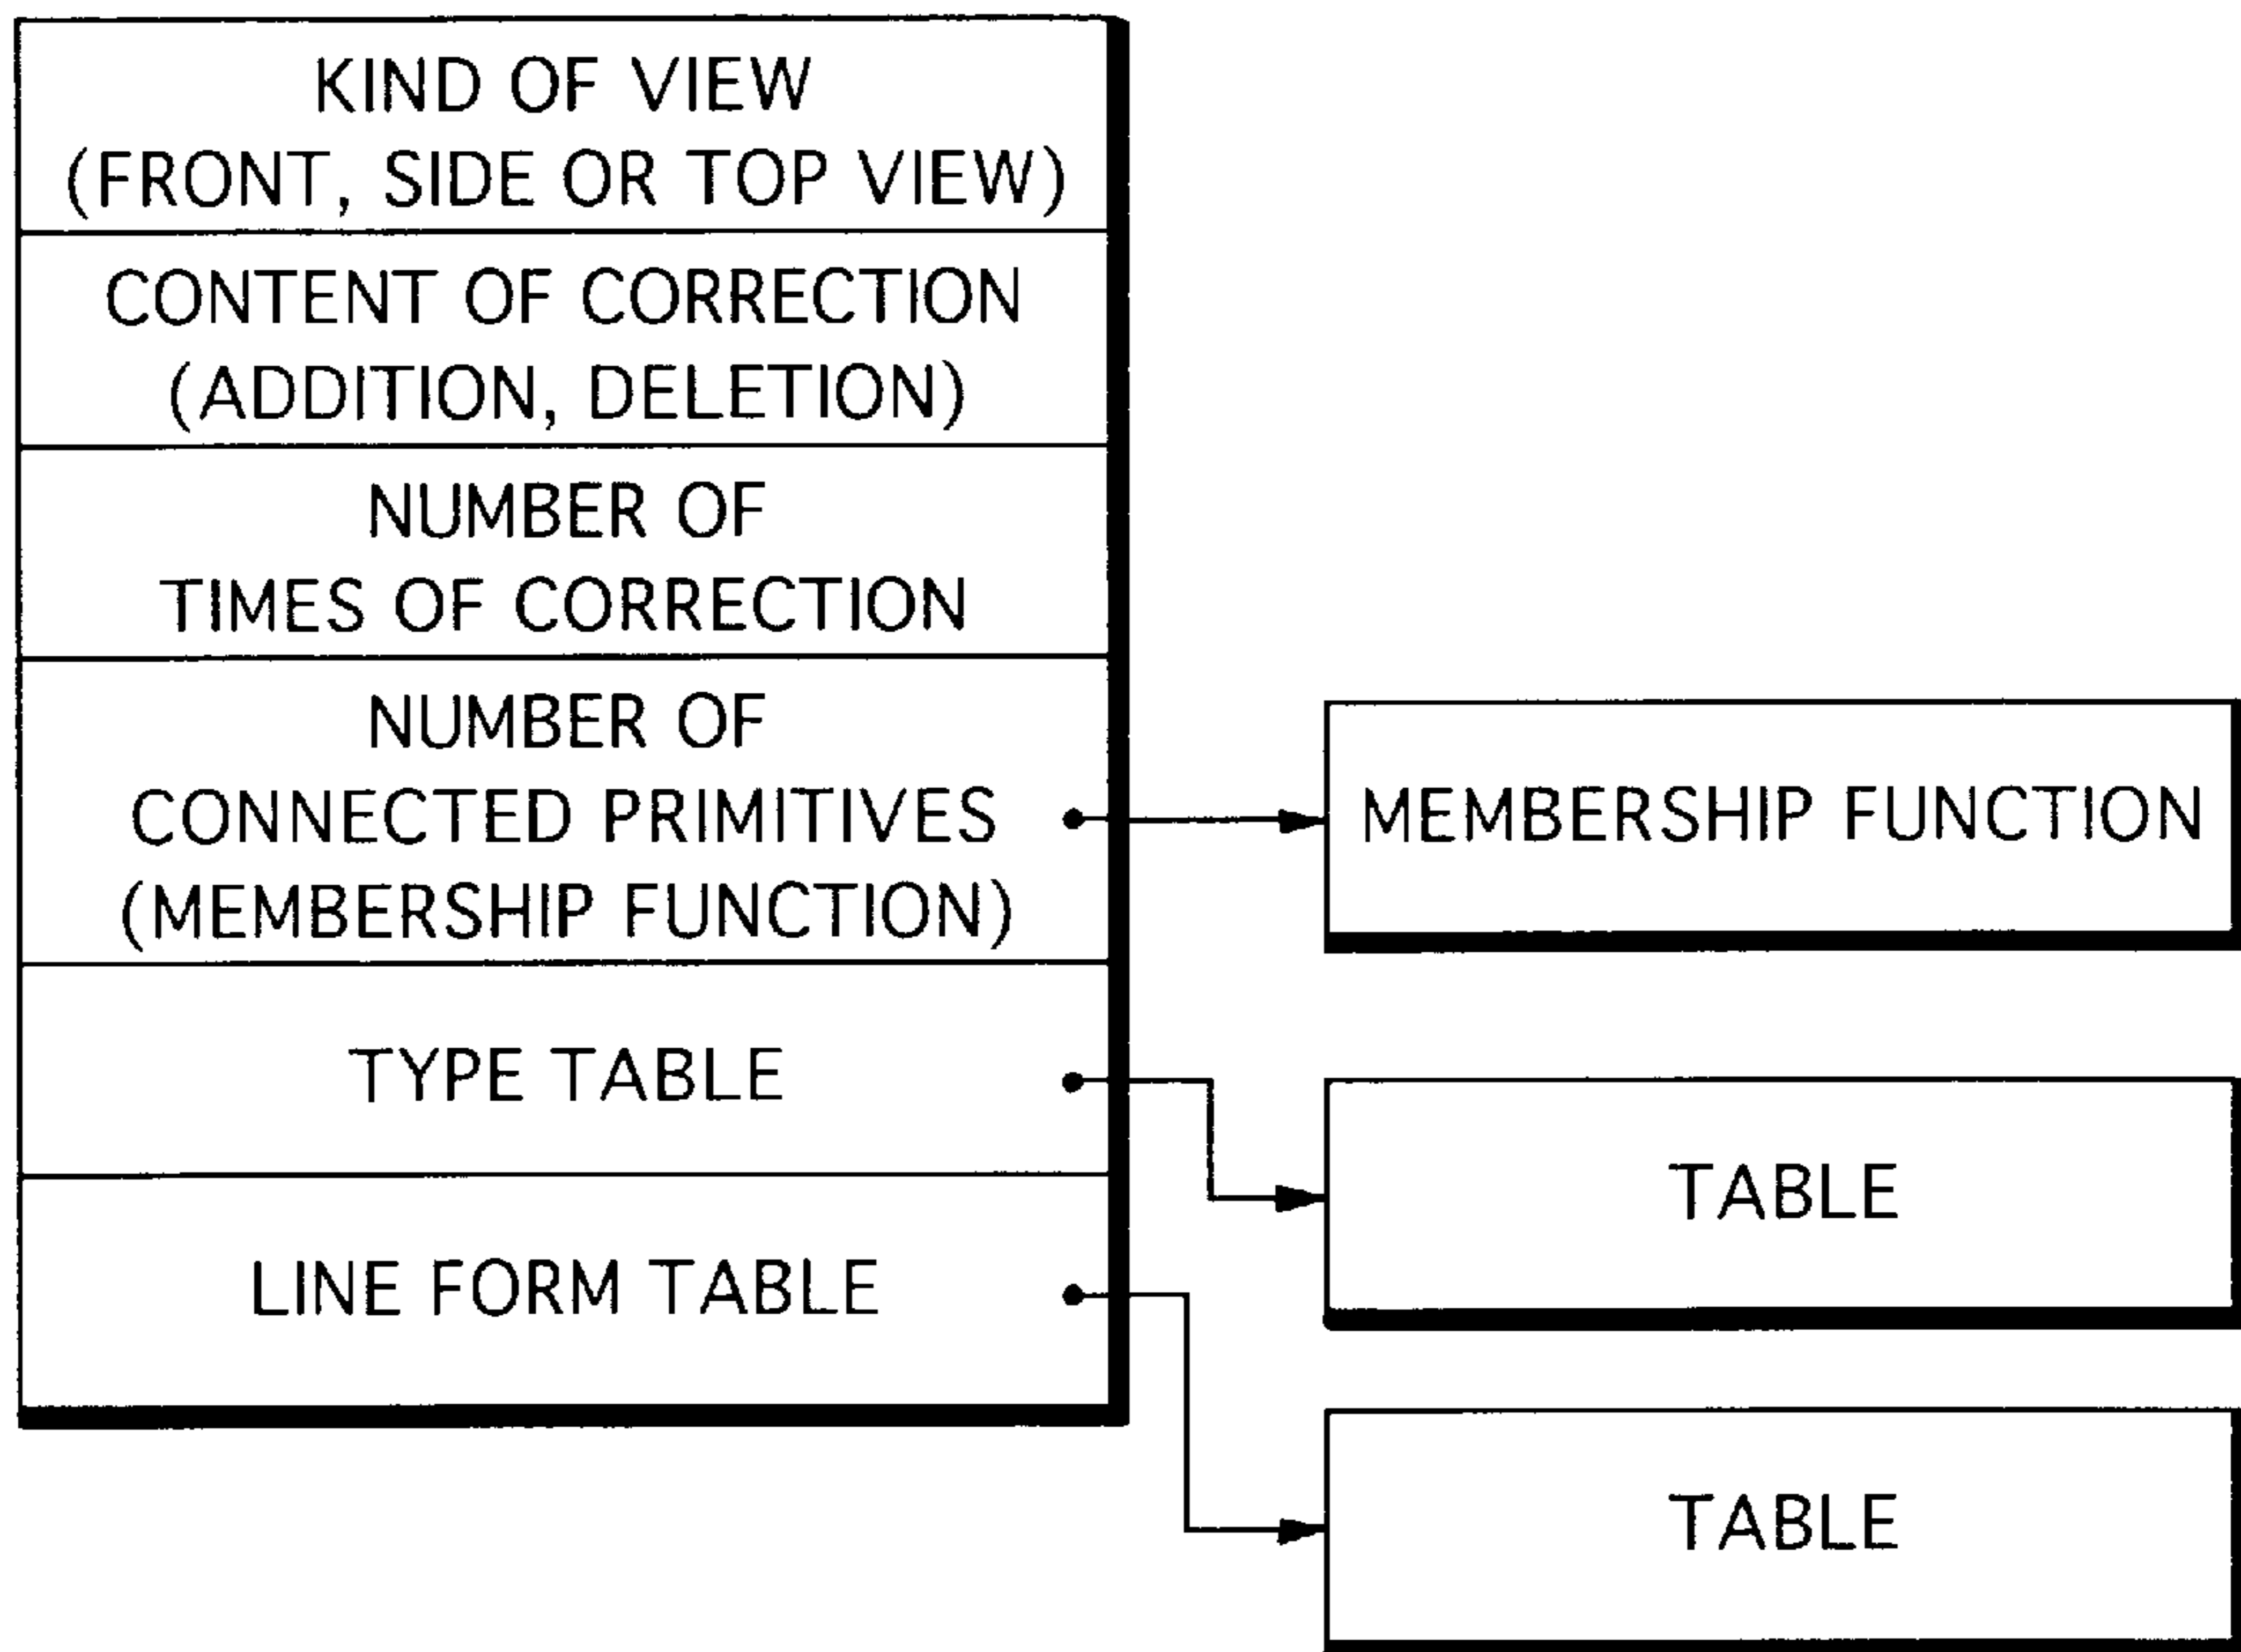 KIND OF VIEW
(FRONT, SIDE OR TOP VIEW)
CONTENT OF CORRECTION
(ADDITION, DELETION)
NUMBER OF
TIMES OF CORRECTION
NUMBER OF
CONNECTED PRIMITIVES
(MEMBERSHIP FUNCTION)
TYPE TABLE
LINE FORM TABLE
MEMBERSHIP FUNCTION
TABLE
TABLE